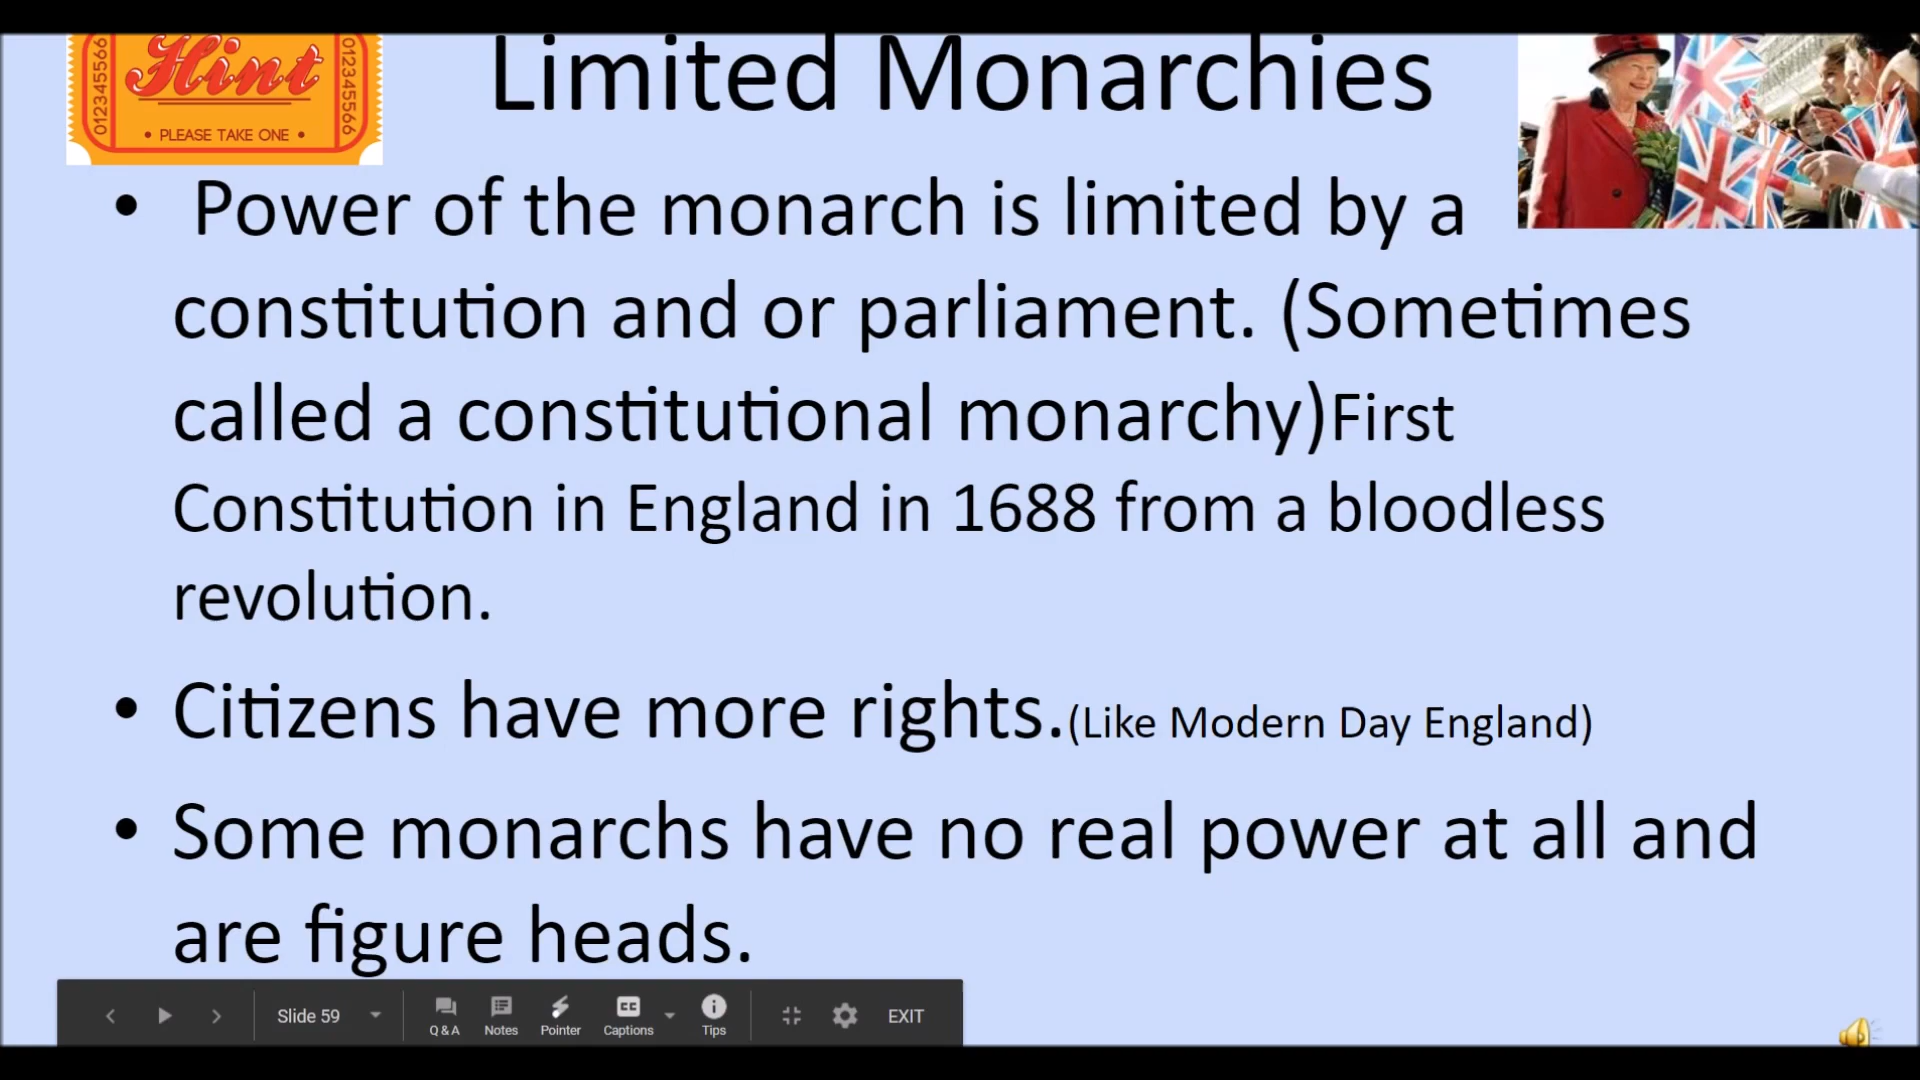 Hint
012345566
012345566
• PLEASE TAKE ONE •
Limited Monarchies
• Power of the monarch is limited by a
constitution and or parliament. (Sometimes
called a constitutional monarchy)First
Constitution in England in 1688 from a bloodless
revolution.
• Citizens have more rights.(Like Modern Day England)
• Some monarchs have no real power at all and
are figure heads.
Slide 59
Q & A
Notes
Pointer
CC
Captions
Tips
EXIT